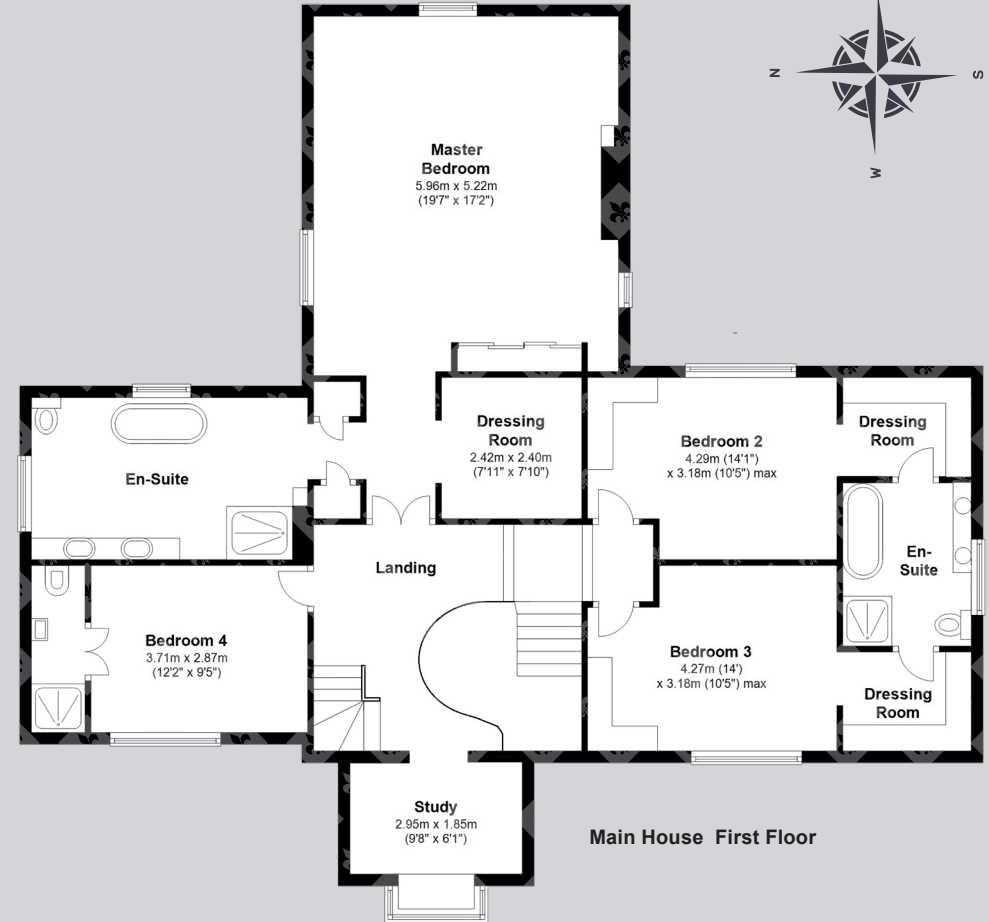 N
S
W
Master
Bedroom
5.96m x 5.22m
(19'7" x 17'2")
Dressing
Room
2.42m x 2.40m
(7'11" x 7'10")
Bedroom 2
4.29m (14'1")
x 3.18m (10'5") max
Dressing
Room
En-Suite
En-
Suite
Landing
Bedroom 4
3.71m x 2.87m
(12'2" x 9'5")
Bedroom 3
4.27m (14')
x 3.18m (10'5") max
Dressing
Room
Study
2.95m x 1.85m
(9'8" x 6'1")
Main House First Floor